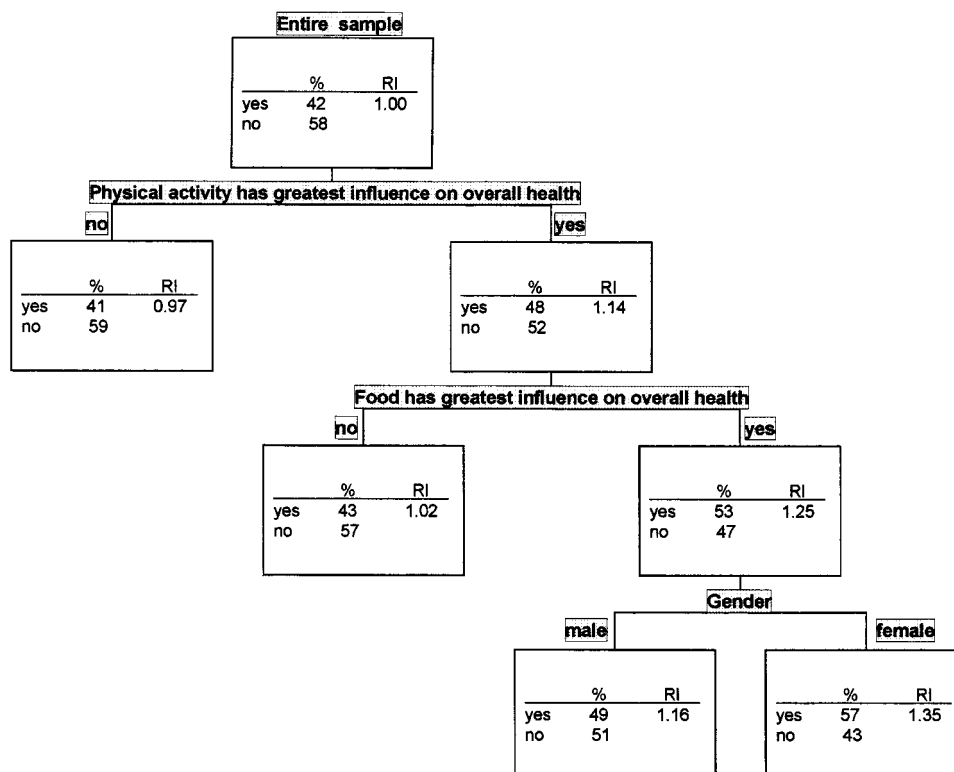 Entire sample
% RI
yes 42 1.00
no 58
Physical activity has greatest influence on overall health
no yes
% RI
yes 41 0.97
no 59
% RI
yes 48 1.14
no 52
Food has greatest influence on overall health
no yes
% RI
yes 43 1.02
no 57
% RI
yes 53 1.25
no 47
Gender
male female
% RI
yes 49 1.16
no 51
% RI
yes 57 1.35
no 43